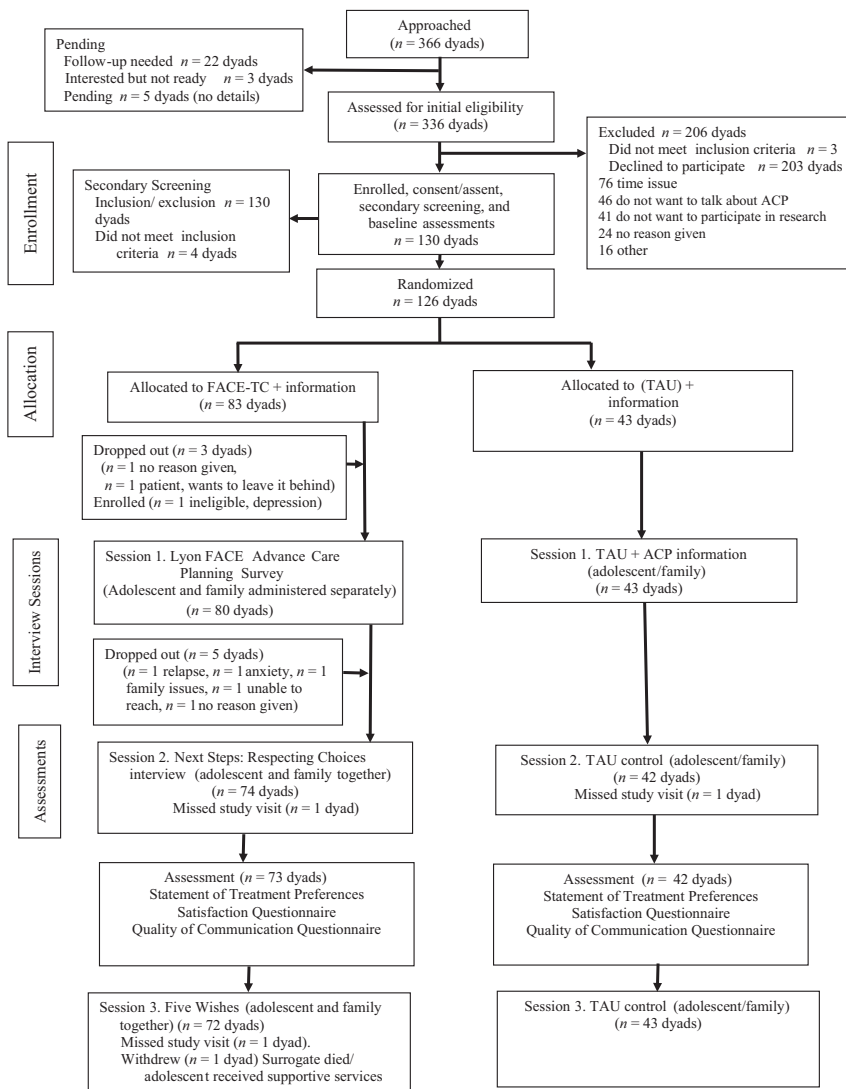 Approached
(n = 366 dyads)
Pending
Follow-up needed n = 22 dyads
Interested but not ready n = 3 dyads
Pending n = 5 dyads (no details)
Assessed for initial eligibility
(n = 336 dyads)
Excluded n = 206 dyads
Did not meet inclusion criteria n = 3
Declined to participate n = 203 dyads
76 time issue
46 do not want to talk about ACP
41 do not want to participate in research
24 no reason given
16 other
Enrollment
Secondary Screening
Inclusion/ exclusion n = 130
dyads
Did not meet inclusion
criteria n = 4 dyads
Enrolled, consent/assent,
secondary screening, and
baseline assessments
n = 130 dyads
Randomized
n = 126 dyads
Allocation
Allocated to FACE-TC + information
(n = 83 dyads)
Allocated to (TAU) +
information
(n = 43 dyads)
Dropped out (n = 3 dyads)
(n = 1 no reason given,
n = 1 patient, wants to leave it behind)
Enrolled (n = 1 ineligible, depression)
Interview Sessions
Session 1. Lyon FACE Advance Care
Planning Survey
(Adolescent and family administered separately)
(n = 80 dyads)
Session 1. TAU + ACP information
(adolescent/family)
(n = 43 dyads)
Dropped out (n = 5 dyads)
(n = 1 relapse, n = 1 anxiety, n = 1
family issues, n = 1 unable to
reach, n = 1 no reason given)
Assessments
Session 2. Next Steps: Respecting Choices
interview (adolescent and family together)
(n = 74 dyads)
Missed study visit (n = 1 dyad)
Session 2. TAU control (adolescent/family)
(n = 42 dyads)
Missed study visit (n = 1 dyad)
Assessment (n = 73 dyads)
Statement of Treatment Preferences
Satisfaction Questionnaire
Quality of Communication Questionnaire
Assessment (n = 42 dyads)
Statement of Treatment Preferences
Satisfaction Questionnaire
Quality of Communication Questionnaire
Session 3. Five Wishes (adolescent and family
together) (n = 72 dyads)
Missed study visit (n = 1 dyad).
Withdrew (n = 1 dyad) Surrogate died/
adolescent received supportive services
Session 3. TAU control (adolescent/family)
(n = 43 dyads)